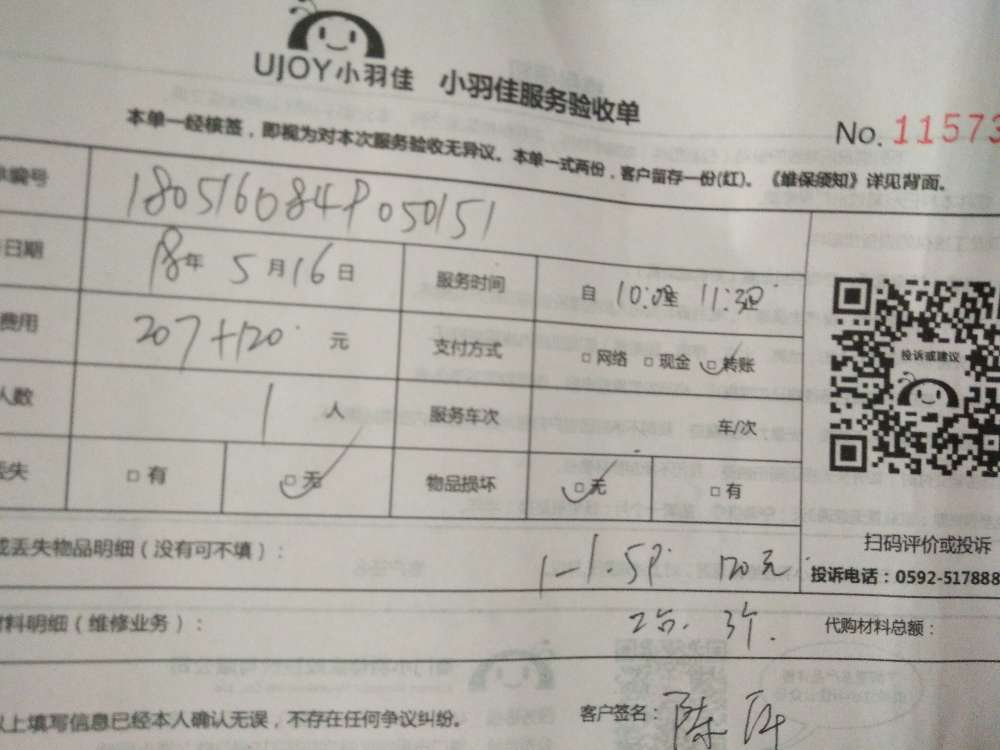 UJOY小羽佳 小羽佳服务验收单
No. 11573
本单一经核签，即视为对本次服务验收无异议。本单一式两份，客户留存一份(红)。《维保须知》详见背面。
编号 180516084P050151
日期 18年 5月16日 服务时间 自 10:00至 11:30
费用 207+120 元 支付方式 □网络 □现金 □转账
人数 1 人 服务车次 车/次
丢失 □有 □无 物品损坏 □无 □有
投诉或建议
扫码评价或投诉
投诉电话：0592-517888
或丢失物品明细（没有可不填）： 1-1.5P 120元
材料明细（维修业务）： 2台. 3个. 代购材料总额：
以上填写信息已经本人确认无误，不存在任何争议纠纷。 客户签名： 陈